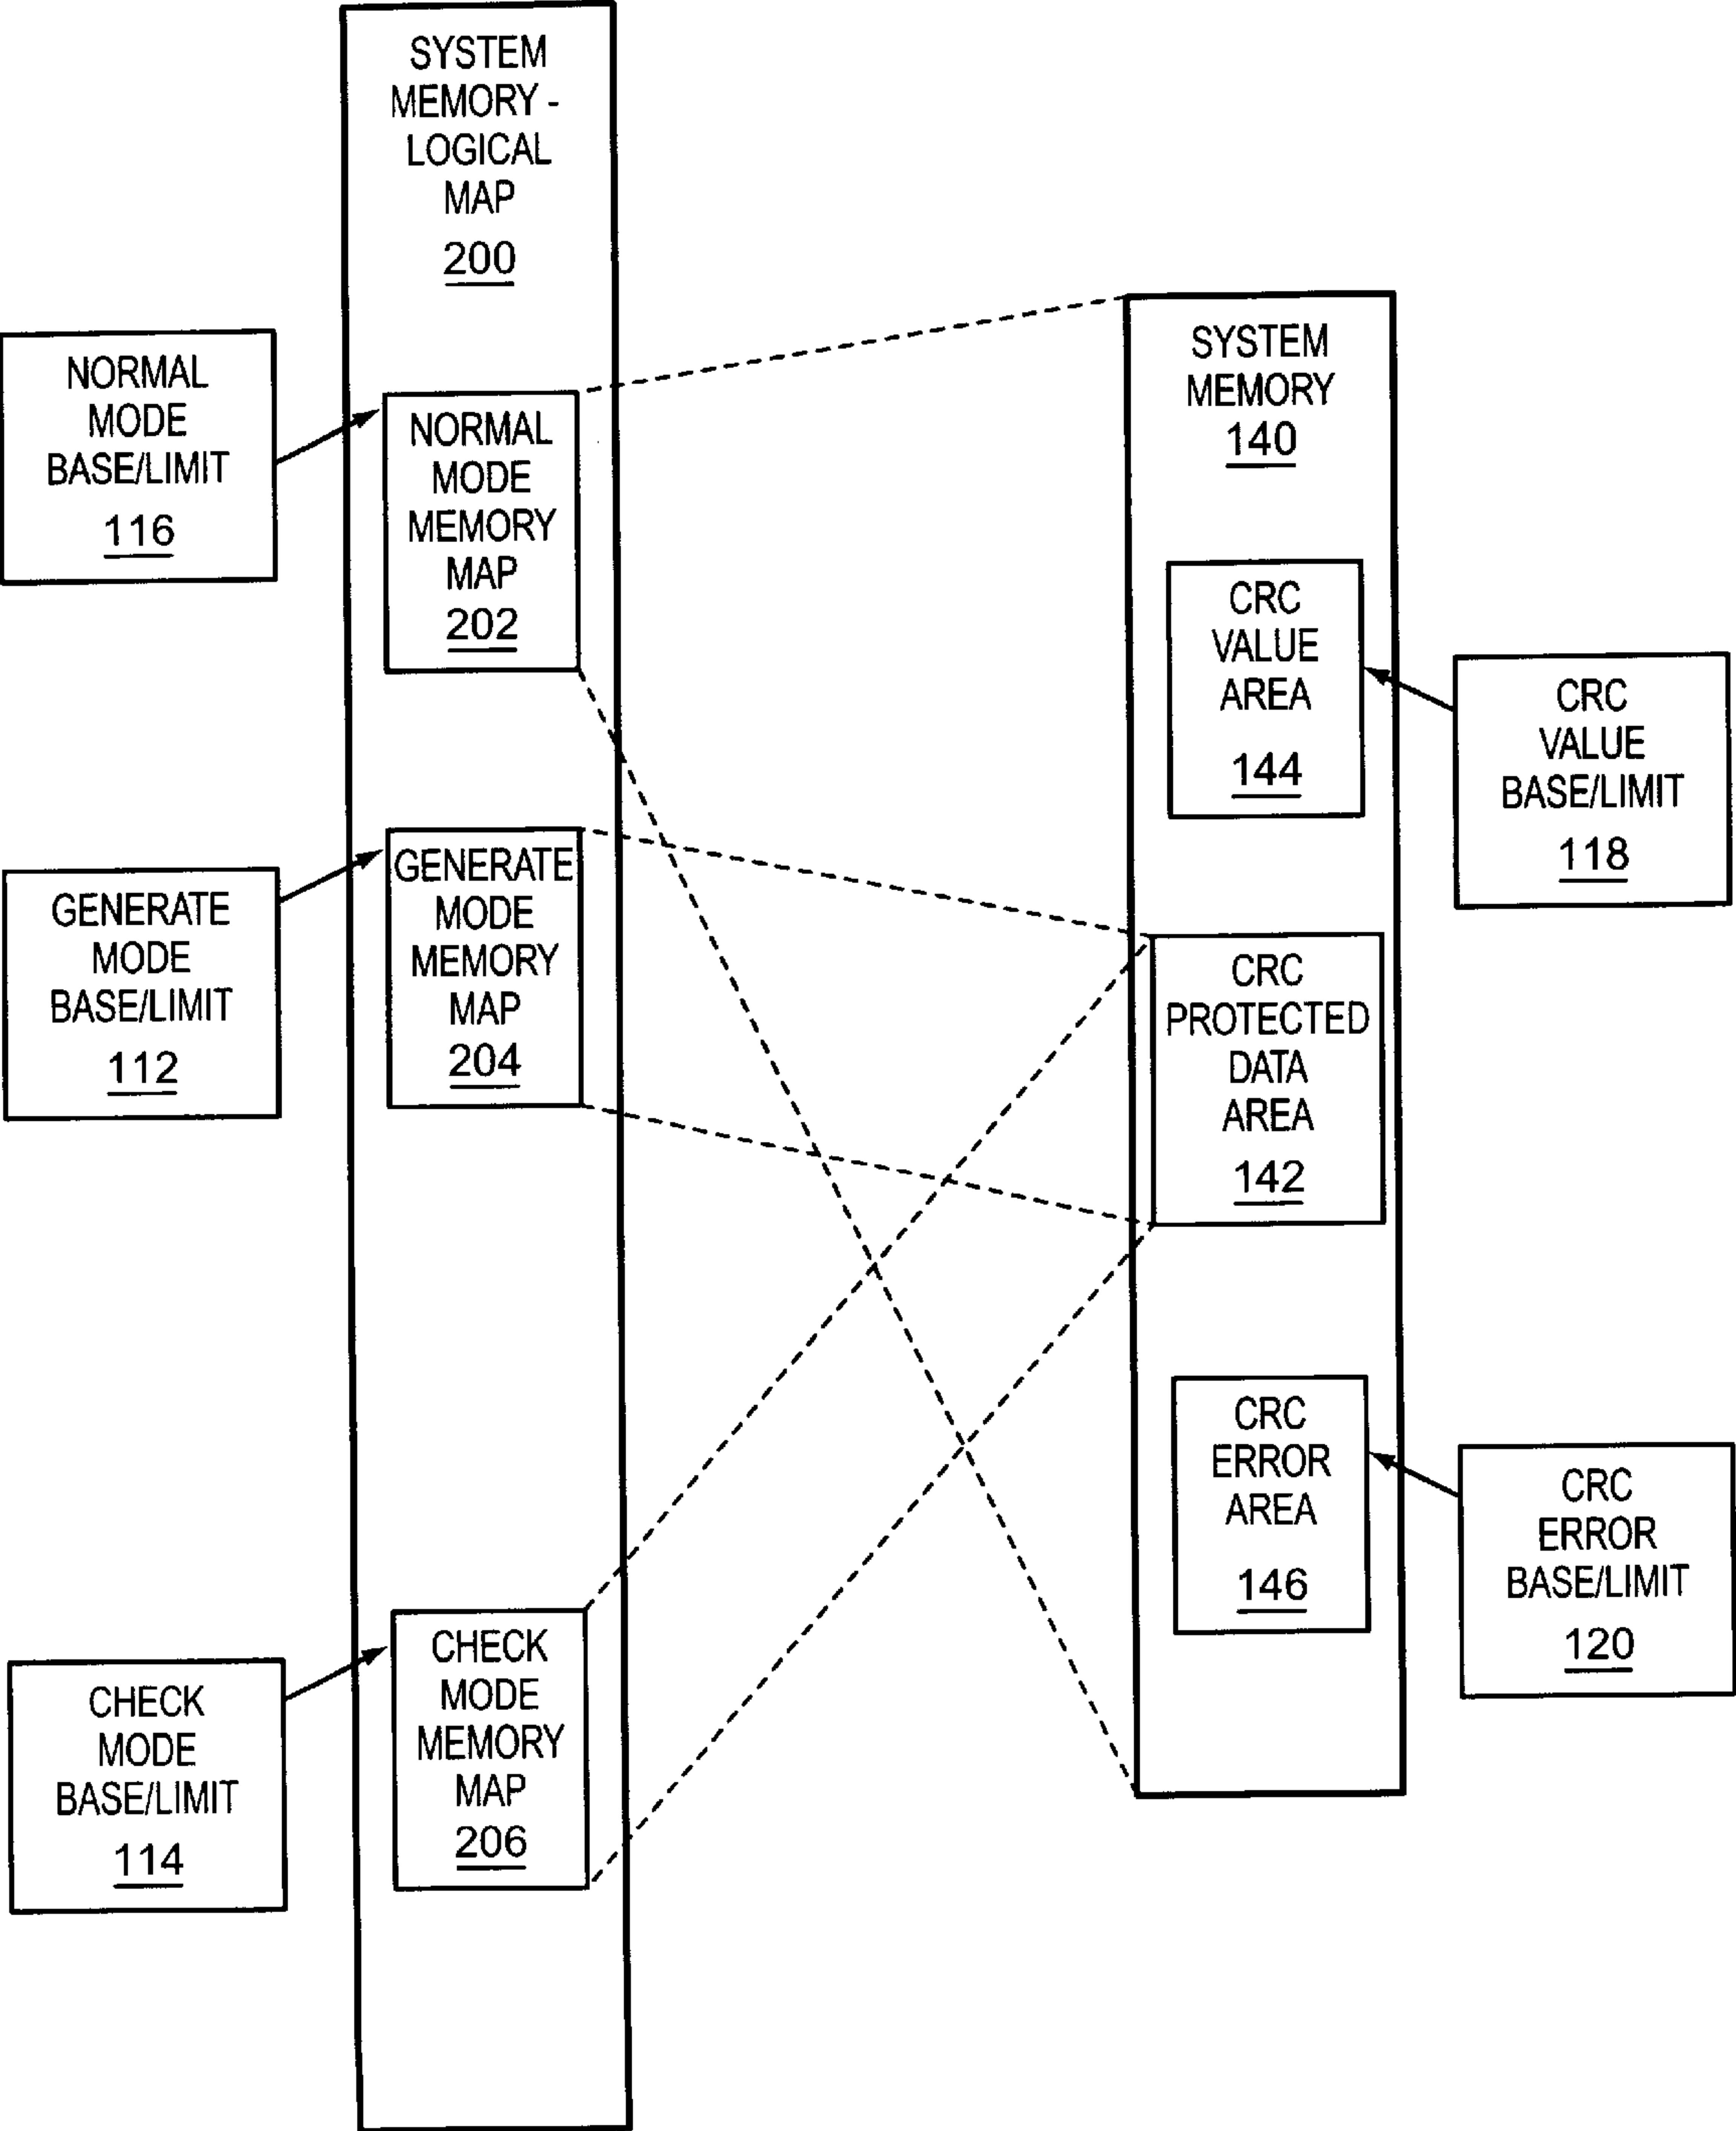 SYSTEM
MEMORY -
LOGICAL
MAP
200
NORMAL
MODE
BASE/LIMIT
116
NORMAL
MODE
MEMORY
MAP
202
GENERATE
MODE
BASE/LIMIT
112
GENERATE
MODE
MEMORY
MAP
204
CHECK
MODE
BASE/LIMIT
114
CHECK
MODE
MEMORY
MAP
206
SYSTEM
MEMORY
140
CRC
VALUE
AREA
144
CRC
VALUE
BASE/LIMIT
118
CRC
PROTECTED
DATA
AREA
142
CRC
ERROR
AREA
146
CRC
ERROR
BASE/LIMIT
120